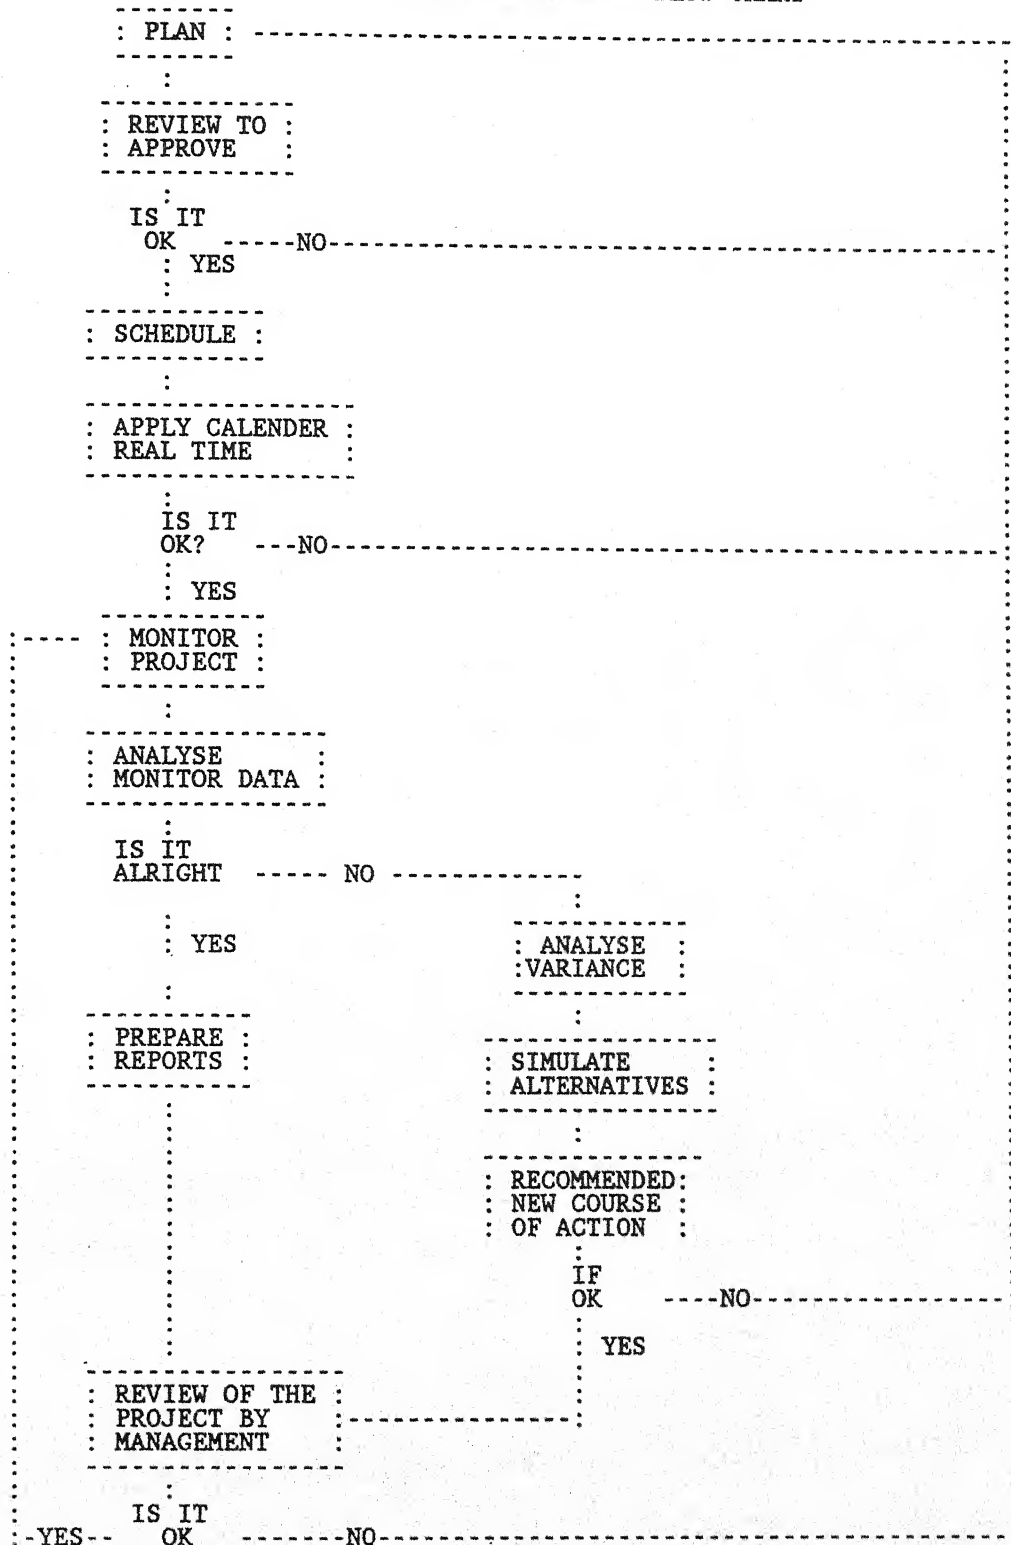 : PLAN :
: REVIEW TO :
: APPROVE :
IS IT
OK -----NO-----
: YES
: SCHEDULE :
: APPLY CALENDER :
: REAL TIME :
IS IT
OK? ---NO---
: YES
: MONITOR :
: PROJECT :
: ANALYSE :
: MONITOR DATA :
IS IT
ALRIGHT ----- NO -----
: YES
: ANALYSE :
:VARIANCE :
: PREPARE :
: REPORTS :
: SIMULATE :
: ALTERNATIVES :
: RECOMMENDED:
: NEW COURSE :
: OF ACTION :
IF
OK ----NO----
: YES
: REVIEW OF THE :
: PROJECT BY :
: MANAGEMENT :
IS IT
-YES-- OK -------NO---